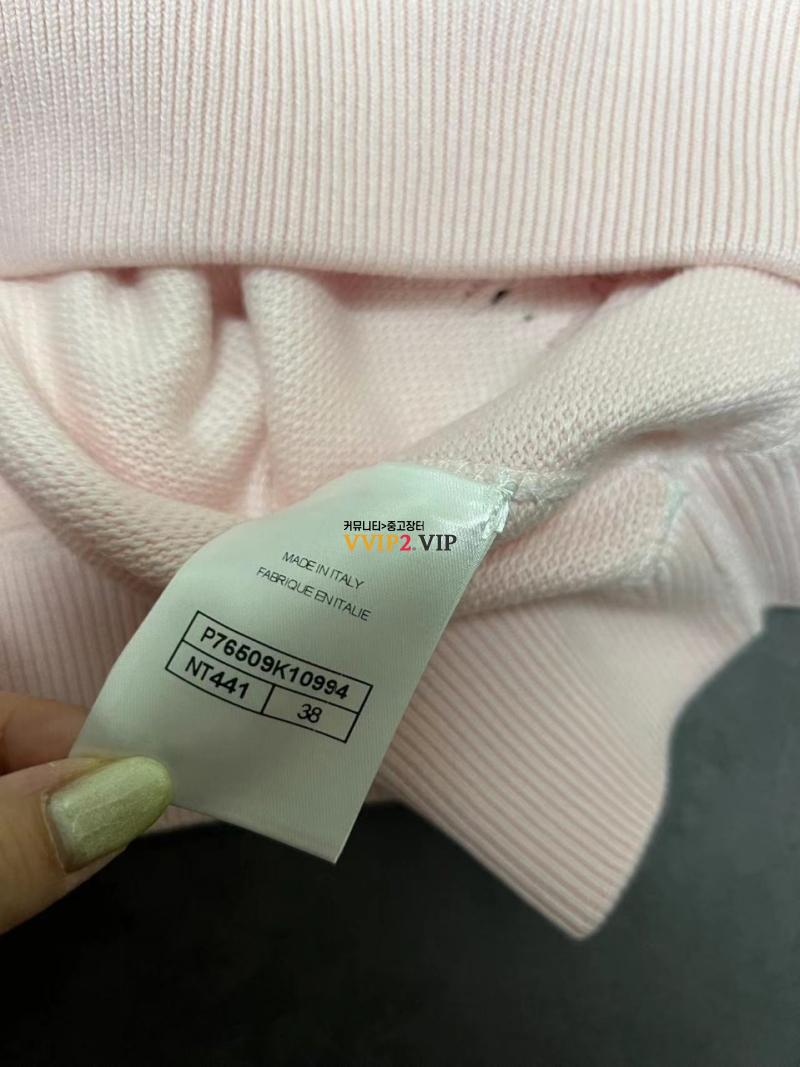 커뮤니티>중고장터
VVIP2.VIP
MADE IN ITALY
FABRIQUE EN ITALIE
P76509K10994
NT441
38